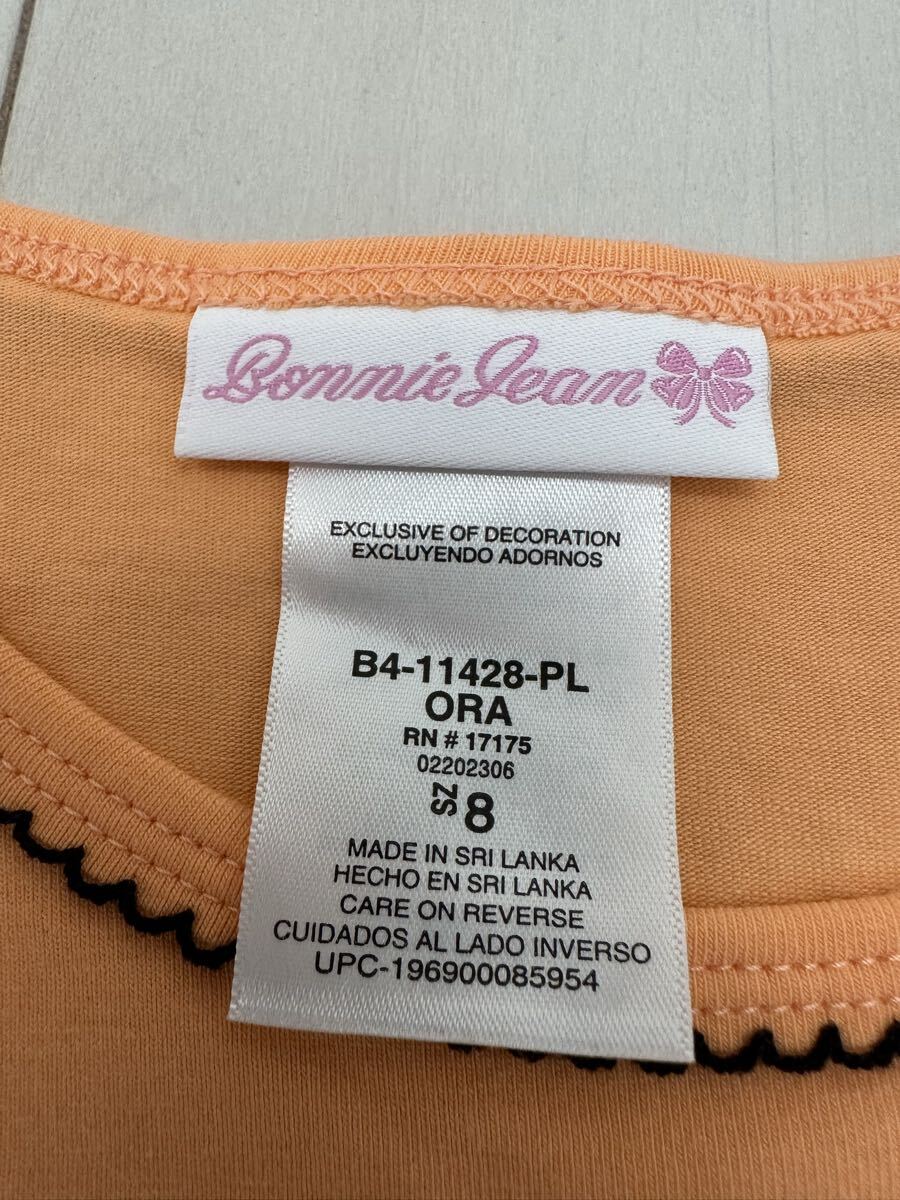 Bonnie Jean
EXCLUSIVE OF DECORATION
EXCLUYENDO ADORNOS
B4-11428-PL
ORA
RN # 17175
02202306
SZ 8
MADE IN SRI LANKA
HECHO EN SRI LANKA
CARE ON REVERSE
CUIDADOS AL LADO INVERSO
UPC-196900085954